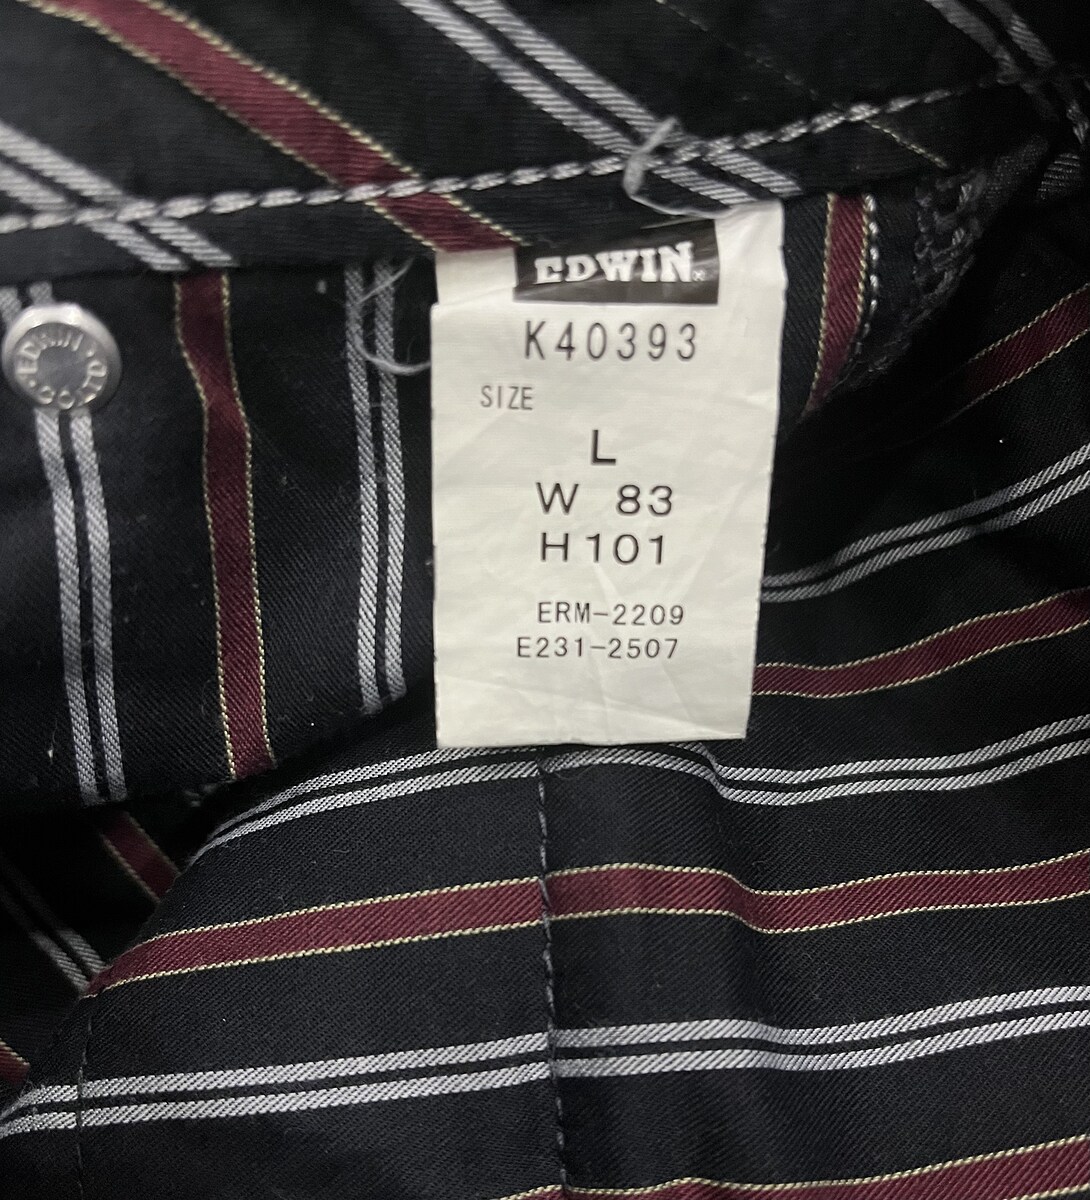 EDWIN
K40393
SIZE
L
W 83
H101
ERM-2209
E231-2507
EDWIN CO., LTD.